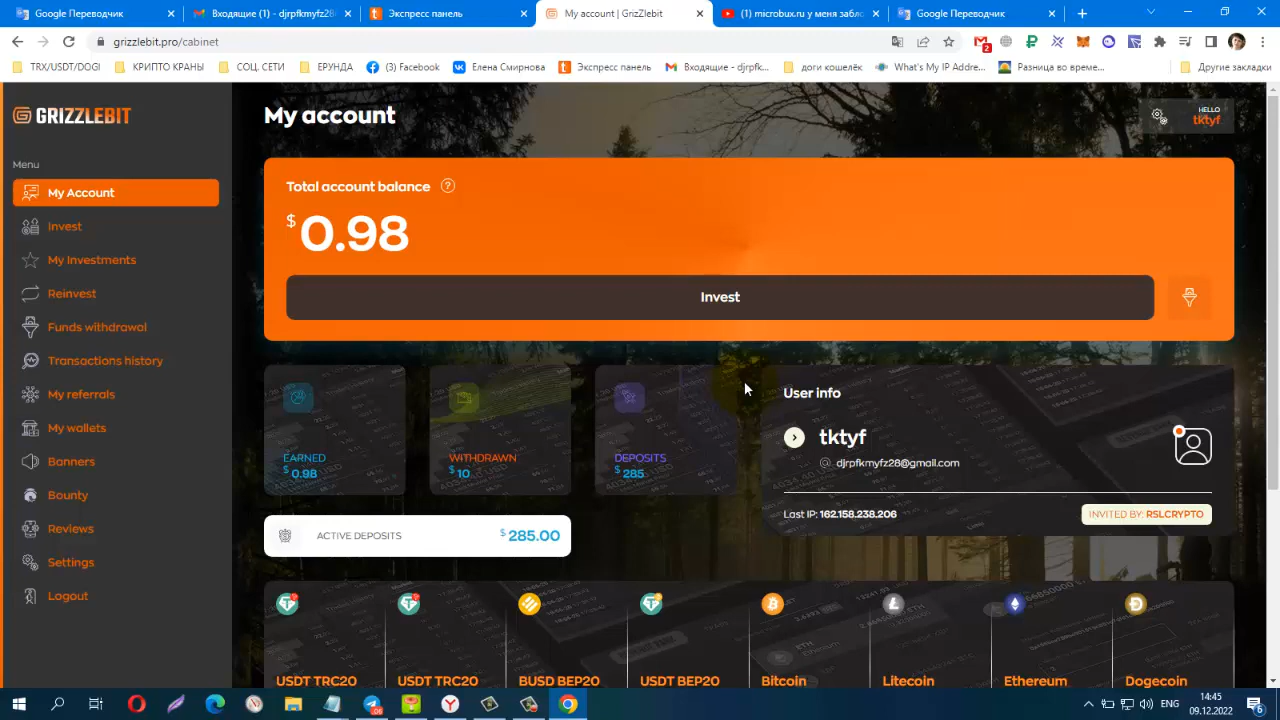 Google Переводчик
Входящие (1) - djrpfkmyfz28
Экспресс панель
My account | GrizZlebit
(1) microbux.ru у меня забло
Google Переводчик
grizzlebit.pro/cabinet
2
TRX/USDT/DOGI
КРИПТО КРАНЫ
СОЦ. СЕТИ
ЕРУНДА
(3) Facebook
Елена Смирнова
Экспресс панель
Входящие - djrpfk...
доги кошелёк
What's My IP Addre...
Разница во време...
Другие закладки
GRIZZLEBIT
My account
HELLO
tktyf
Menu
My Account
Invest
My Investments
Reinvest
Funds withdrawal
Transactions history
My referrals
My wallets
Banners
Bounty
Reviews
Settings
Logout
Total account balance ?
$ 0.98
Invest
EARNED
$ 0.98
WITHDRAWN
$ 10
DEPOSITS
$ 285
User info
tktyf
@ djrpfkmyfz28@gmail.com
Last IP: 162.158.238.206
INVITED BY: RSLCRYPTO
ACTIVE DEPOSITS
$ 285.00
USDT TRC20
USDT TRC20
BUSD BEP20
USDT BEP20
Bitcoin
Litecoin
Ethereum
Dogecoin
ENG
14:45
09.12.2022